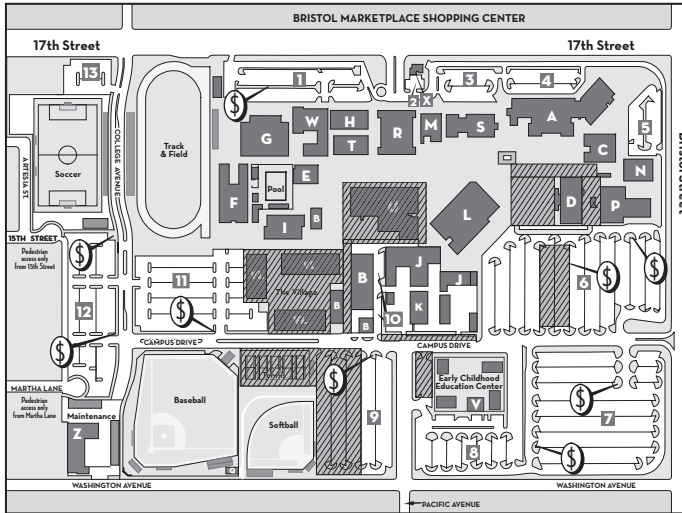 BRISTOL MARKETPLACE SHOPPING CENTER
17th Street
17th Street
13
1
2
X
3
4
5
$
W
H
G
T
R
M
S
A
C
N
Soccer
COLLEGE AVENUE
ARTESIA ST.
Track
& Field
F
E
Pool
I
B
L
D
P
15TH STREET
Pedestrian
access only
from 15th Street
$
11
12
$
$
The Village
B
B
B
J
J
K
10
6
$
$
CAMPUS DRIVE
CAMPUS DRIVE
MARTHA LANE
Pedestrian
access only
from Martha Lane
Maintenance
Z
Baseball
Softball
$
9
Early Childhood
Education Center
V
8
$
7
$
WASHINGTON AVENUE
WASHINGTON AVENUE
PACIFIC AVENUE